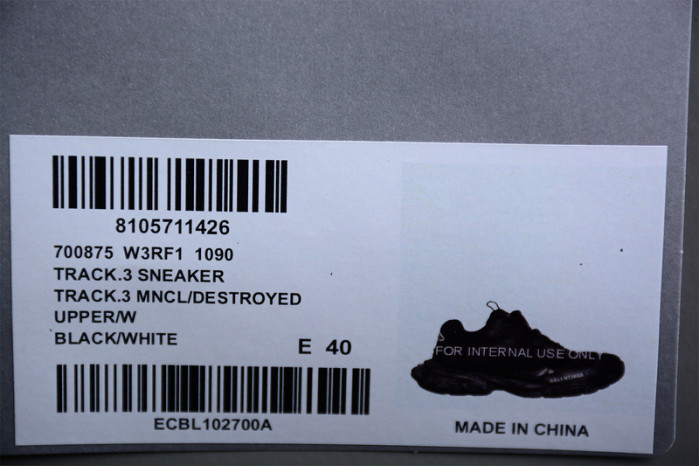 8105711426
700875 W3RF1 1090
TRACK.3 SNEAKER
TRACK.3 MNCL/DESTROYED
UPPER/W
BLACK/WHITE
E 40
ECBL102700A
FOR INTERNAL USE ONLY
BALENCIAGA
MADE IN CHINA